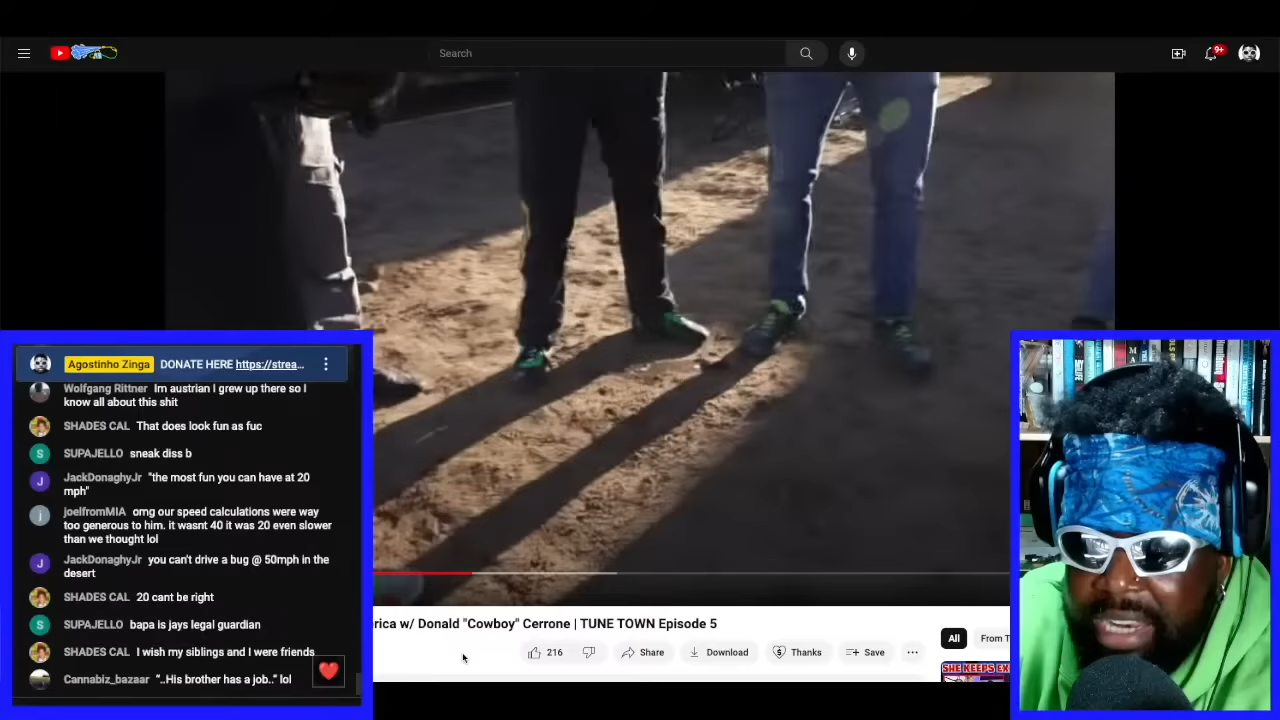 Search
9+
Agostinho Zinga DONATE HERE https://strea...
Wolfgang Rittner Im austrian I grew up there so I
know all about this shit
SHADES CAL That does look fun as fuc
SUPAJELLO sneak diss b
JackDonaghyJr "the most fun you can have at 20
mph"
joelfromMIA omg our speed calculations were way
too generous to him. it wasnt 40 it was 20 even slower
than we thought lol
JackDonaghyJr you can't drive a bug @ 50mph in the
desert
SHADES CAL 20 cant be right
SUPAJELLO bapa is jays legal guardian
SHADES CAL I wish my siblings and I were friends
Cannabiz_bazaar "..His brother has a job.." lol
rica w/ Donald "Cowboy" Cerrone | TUNE TOWN Episode 5
216 Share Download Thanks Save
All From T
SHE KEEPS EX